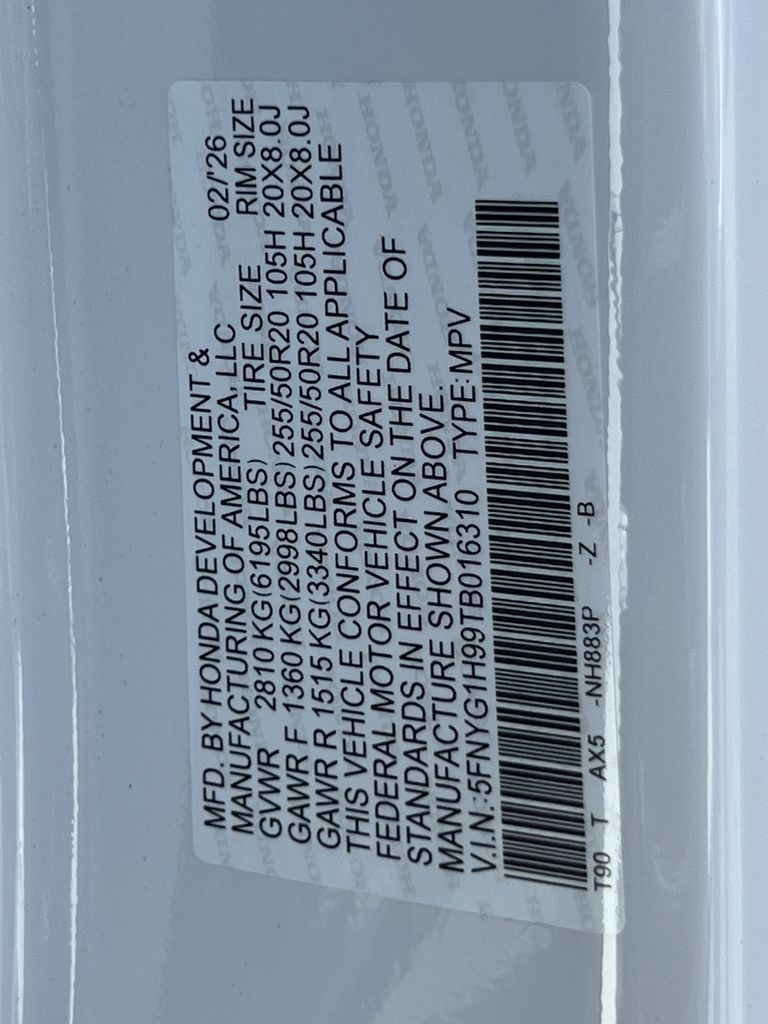 MFD. BY HONDA DEVELOPMENT &
MANUFACTURING OF AMERICA, LLC 02/'26
GVWR 2810 KG(6195LBS) TIRE SIZE RIM SIZE
GAWR F 1360 KG(2998LBS) 255/50R20 105H 20X8.0J
GAWR R 1515 KG(3340LBS) 255/50R20 105H 20X8.0J
THIS VEHICLE CONFORMS TO ALL APPLICABLE
FEDERAL MOTOR VEHICLE SAFETY
STANDARDS IN EFFECT ON THE DATE OF
MANUFACTURE SHOWN ABOVE.
V.I.N.:5FNYG1H99TB016310 TYPE:MPV
T90 T AX5 -NH883P -Z -B